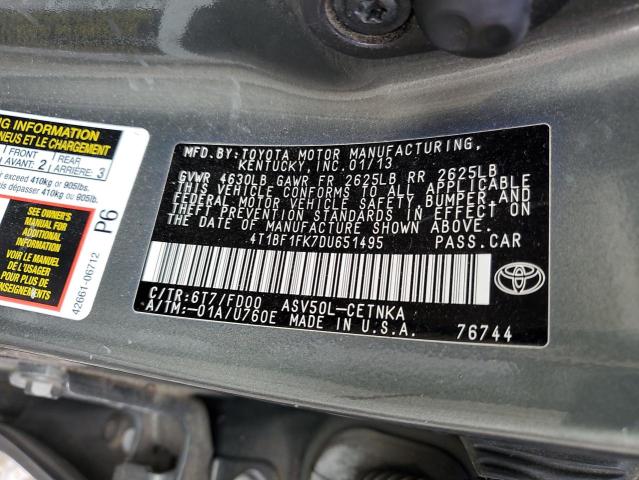 NG INFORMATION
NEUS ET LE CHARGEMENT
FRONT
AVANT: 2
REAR
ARRIÈRE: 3
r exceed 410kg or 905lbs.
dépasser 410kg ou 905 lb.
SEE OWNER'S
MANUAL FOR
ADDITIONAL
INFORMATION
VOIR LE MANUEL
DE L'USAGER
POUR PLUS DE
RENSEIGNEMENTS
P6
42661-06712
MFD.BY:TOYOTA MOTOR MANUFACTURING,
KENTUCKY, INC.01/13
GVWR 4630LB GAWR FR 2625LB RR 2625LB
THIS VEHICLE CONFORMS TO ALL APPLICABLE
FEDERAL MOTOR VEHICLE SAFETY,BUMPER,AND
THEFT PREVENTION STANDARDS IN EFFECT ON
THE DATE OF MANUFACTURE SHOWN ABOVE.
4T1BF1FK7DU651495 PASS.CAR
C/TR:6T7/FD00 ASV50L-CETNKA
A/TM:-01A/U760E MADE IN U.S.A.
76744
TOYOTA